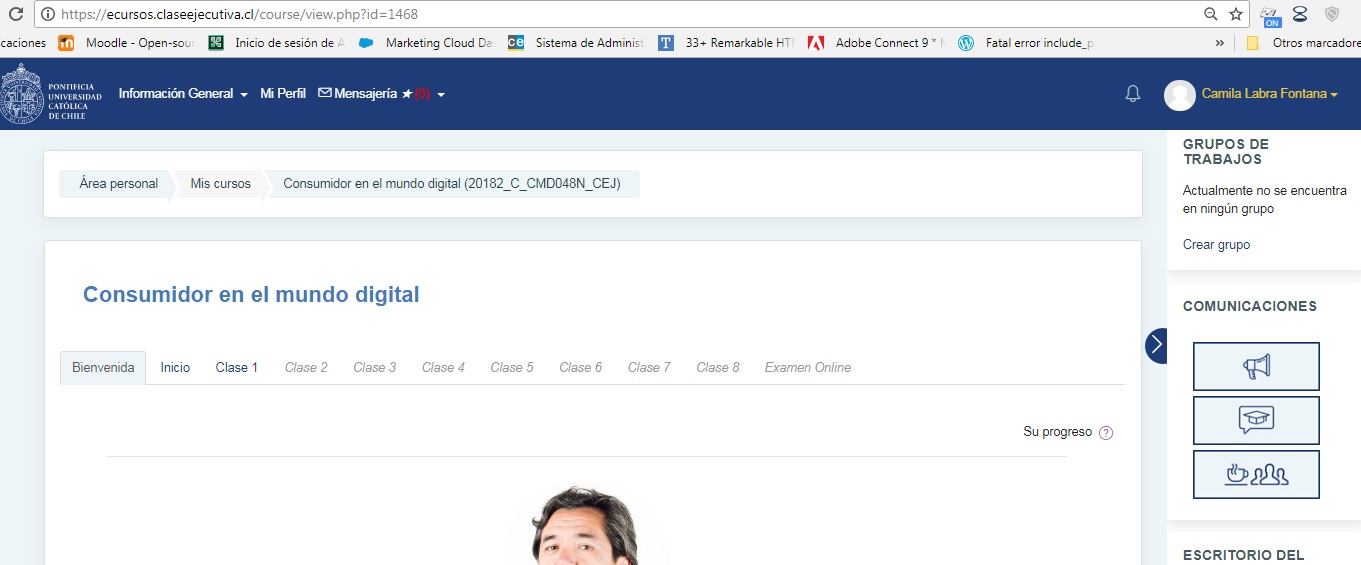 https://ecursos.claseejecutiva.cl/course/view.php?id=1468
ON
caciones Moodle - Open-sour Inicio de sesión de A Marketing Cloud Da Sistema de Administ 33+ Remarkable HT Adobe Connect 9 * Fatal error include_p » Otros marcadore
PONTIFICIA
UNIVERSIDAD
CATÓLICA
DE CHILE
Información General Mi Perfil Mensajería (0) Camila Labra Fontana
Área personal Mis cursos Consumidor en el mundo digital (20182_C_CMD048N_CEJ)
Consumidor en el mundo digital
Bienvenida Inicio Clase 1 Clase 2 Clase 3 Clase 4 Clase 5 Clase 6 Clase 7 Clase 8 Examen Online
Su progreso ?
GRUPOS DE
TRABAJOS
Actualmente no se encuentra
en ningún grupo
Crear grupo
COMUNICACIONES
ESCRITORIO DEL